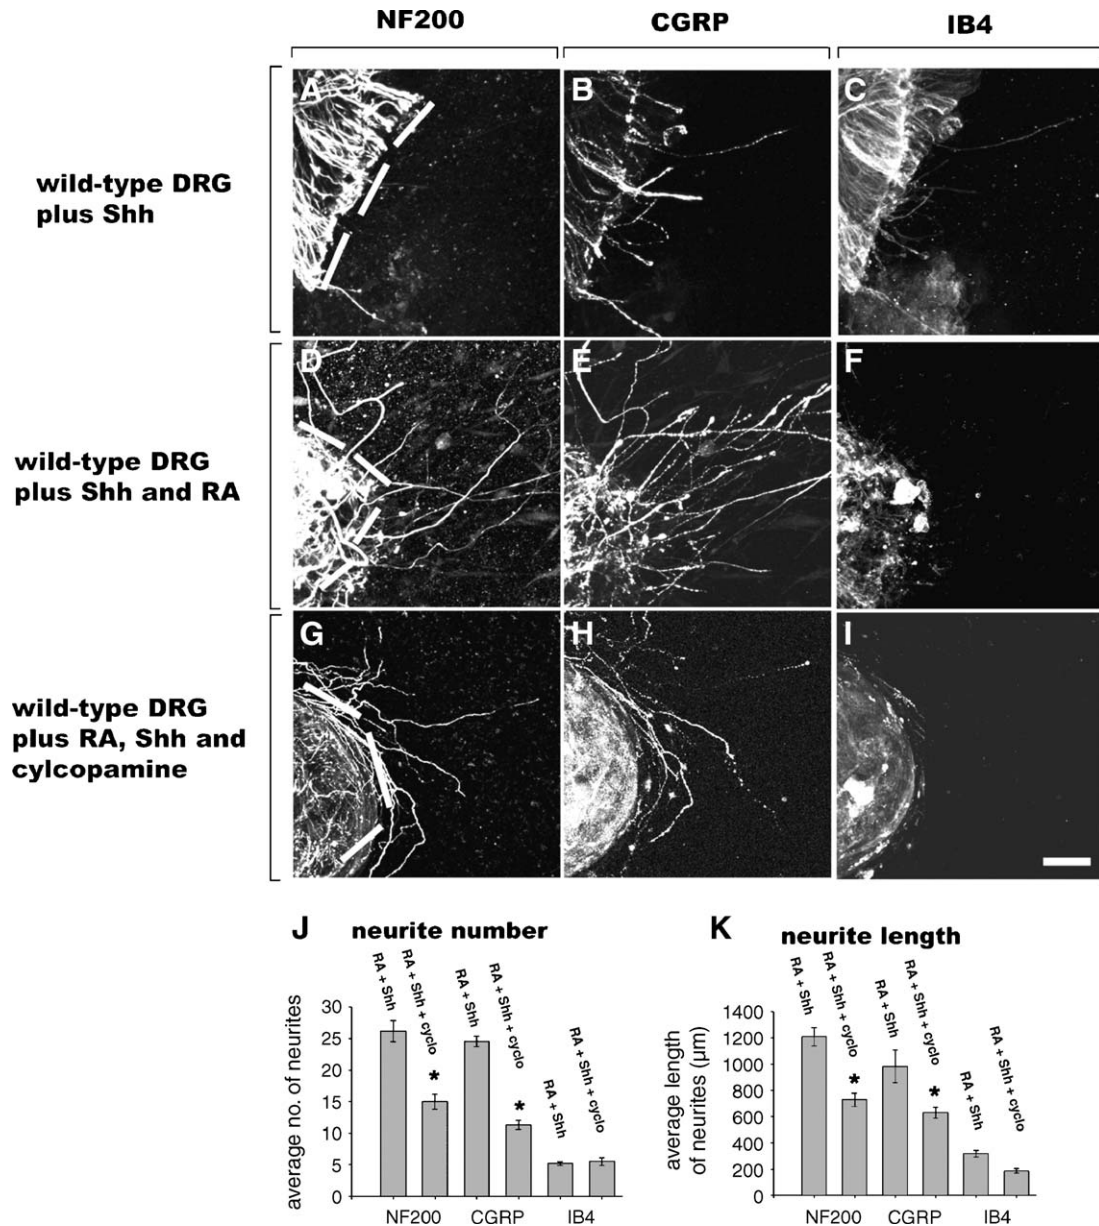 NF200
CGRP
IB4
wild-type DRG
plus Shh
A
B
C
wild-type DRG
plus Shh and RA
D
E
F
wild-type DRG
plus RA, Shh and
cylcopamine
G
H
I
J
neurite number
average no. of neurites
30
25
20
15
10
5
0
RA + Shh
RA + Shh + cyclo
RA + Shh
RA + Shh + cyclo
RA + Shh
RA + Shh + cyclo
*
*
NF200
CGRP
IB4
K
neurite length
average length
of neurites (μm)
1400
1200
1000
800
600
400
200
0
RA + Shh
RA + Shh + cyclo
RA + Shh
RA + Shh + cyclo
RA + Shh
RA + Shh + cyclo
*
*
NF200
CGRP
IB4